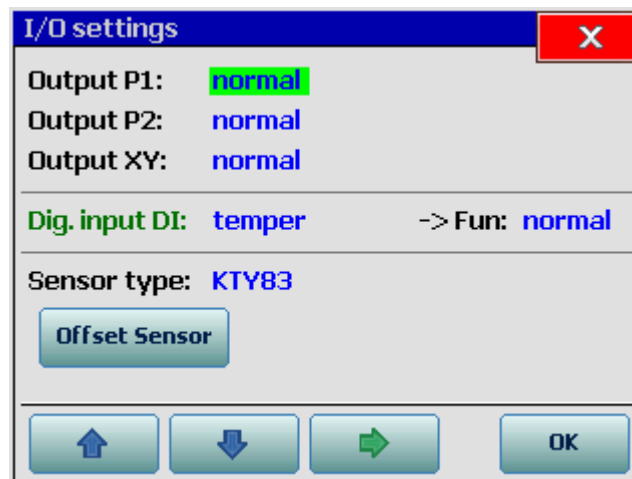 I/O settings X
Output P1: normal
Output P2: normal
Output XY: normal
Dig. input DI: temper -> Fun: normal
Sensor type: KTY83
Offset Sensor
OK